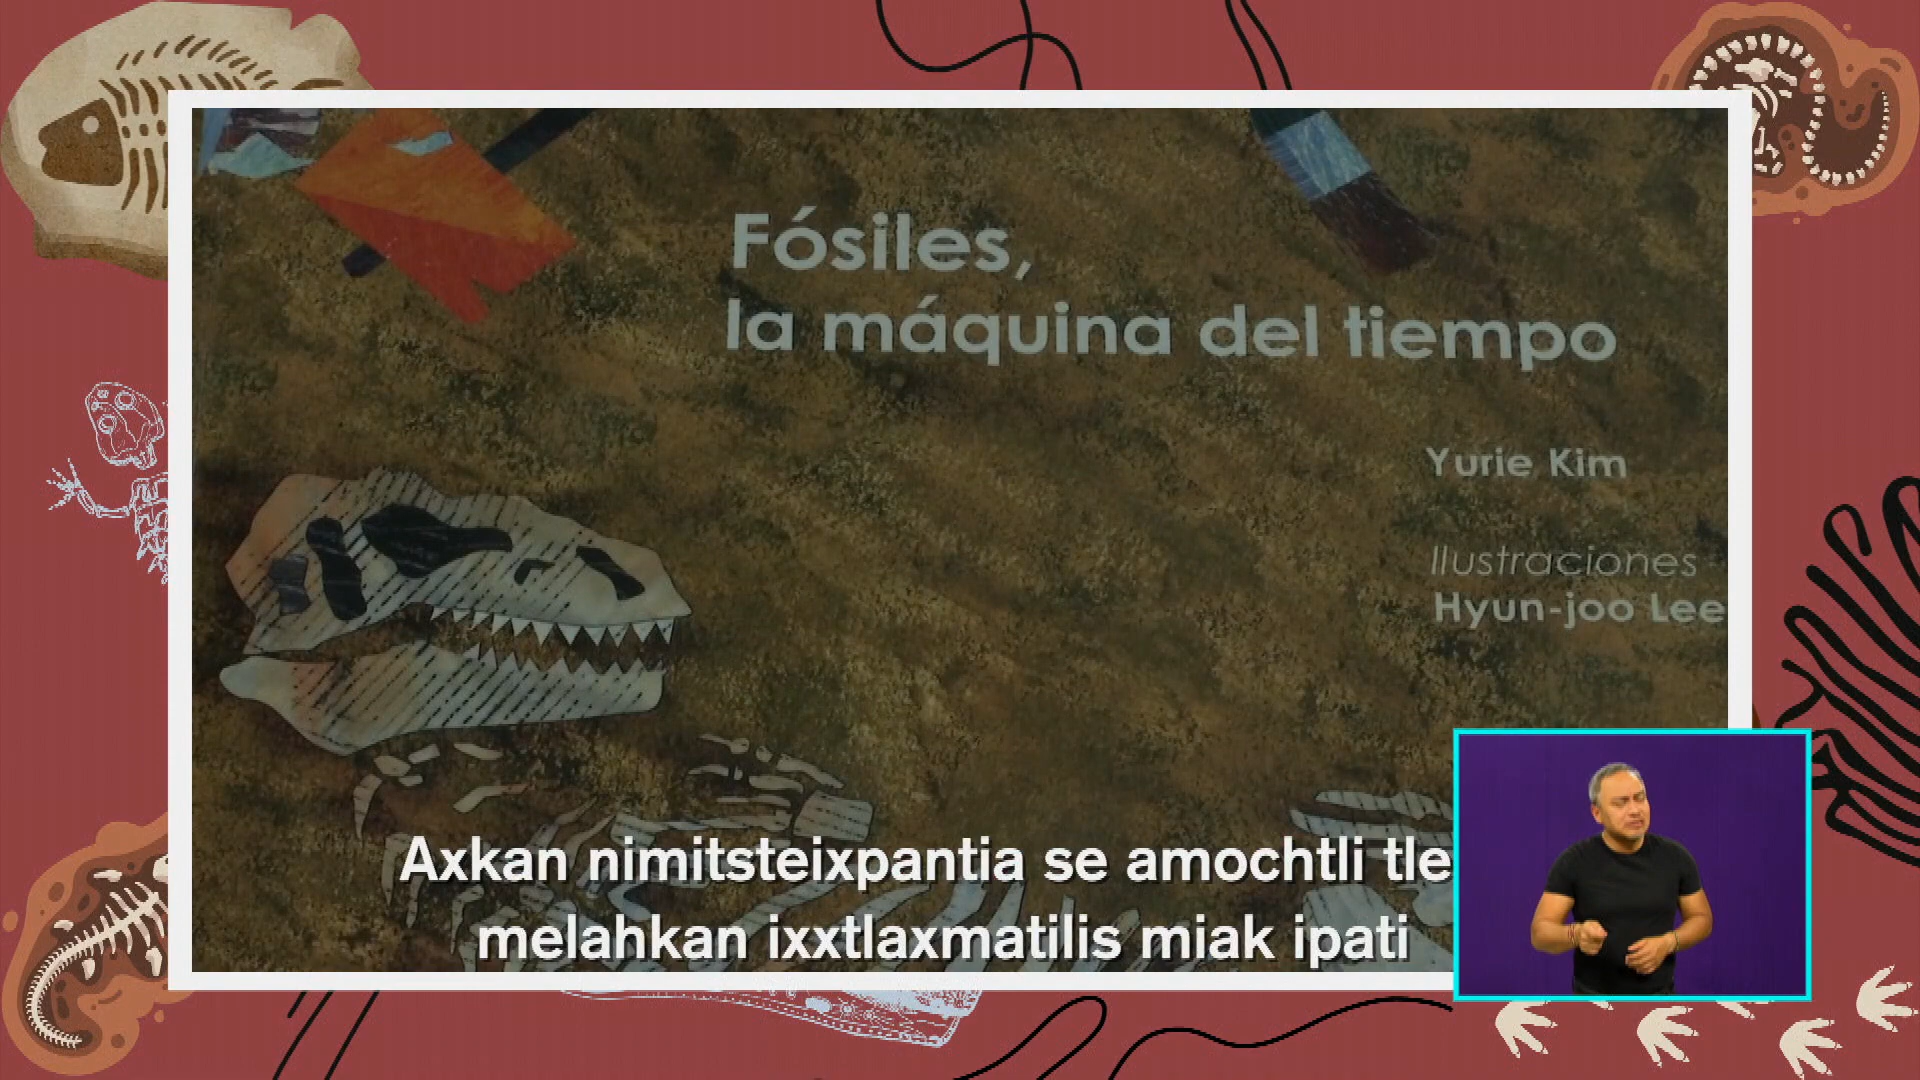 Fósiles,
la máquina del tiempo
Yurie Kim
Ilustraciones
Hyun-joo Lee
Axkan nimitsteixpantia se amochtli tle
melahkan ixxtlaxmatilis miak ipati